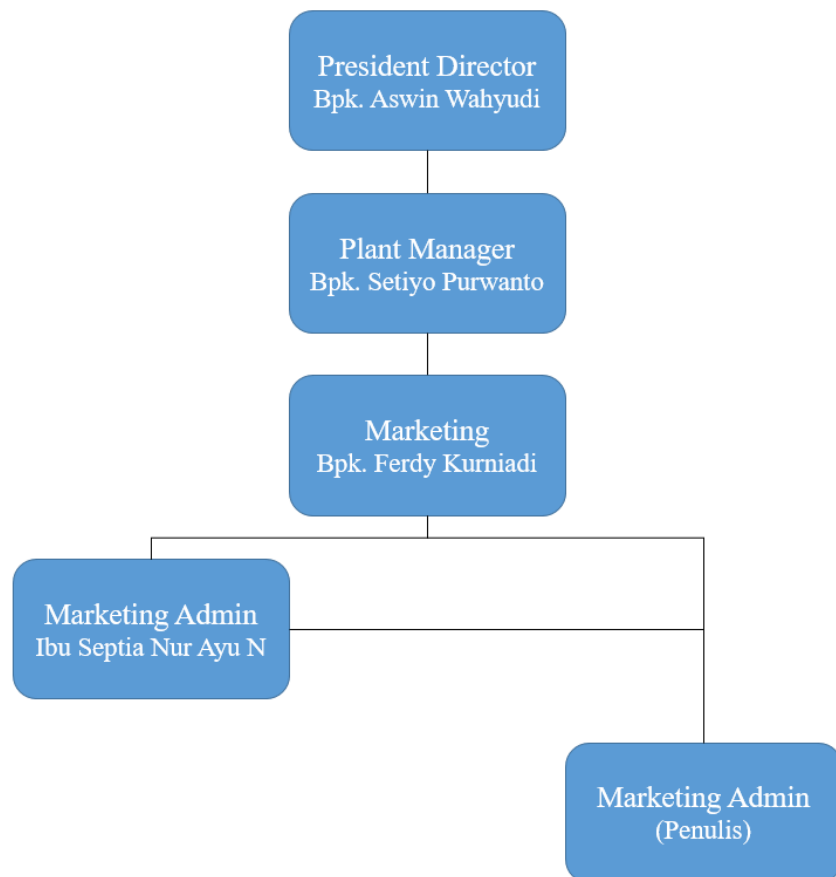 President Director
Bpk. Aswin Wahyudi
Plant Manager
Bpk. Setiyo Purwanto
Marketing
Bpk. Ferdy Kurniadi
Marketing Admin
Ibu Septia Nur Ayu N
Marketing Admin
(Penulis)